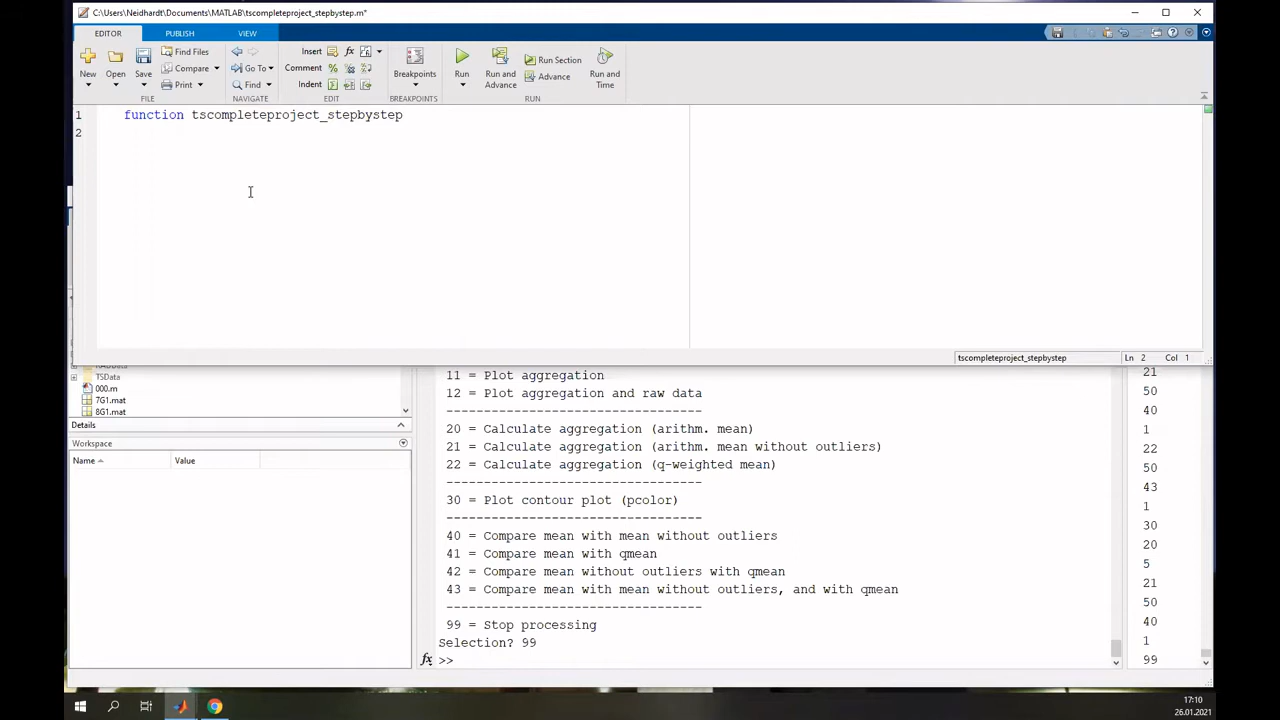 C:\Users\Neidhardt\Documents\MATLAB\tscompleteproject_stepbystep.m*
EDITOR PUBLISH VIEW
New Open Save Find Files Compare Print
Go To Find
Insert fx
Comment %
Indent
Breakpoints
Run Run and Advance Run Section Advance Run and Time
FILE NAVIGATE EDIT BREAKPOINTS RUN
1 function tscompleteproject_stepbystep
2
tscompleteproject_stepbystep Ln 2 Col 1
TSData
000.m
7G1.mat
8G1.mat
Details
Workspace
Name Value
11 = Plot aggregation
12 = Plot aggregation and raw data
----------------------------------
20 = Calculate aggregation (arithm. mean)
21 = Calculate aggregation (arithm. mean without outliers)
22 = Calculate aggregation (q-weighted mean)
----------------------------------
30 = Plot contour plot (pcolor)
----------------------------------
40 = Compare mean with mean without outliers
41 = Compare mean with qmean
42 = Compare mean without outliers with qmean
43 = Compare mean with mean without outliers, and with qmean
----------------------------------
99 = Stop processing
Selection? 99
fx >>
21
50
40
1
22
50
43
1
30
20
5
21
50
40
1
99
17:10
26.01.2021